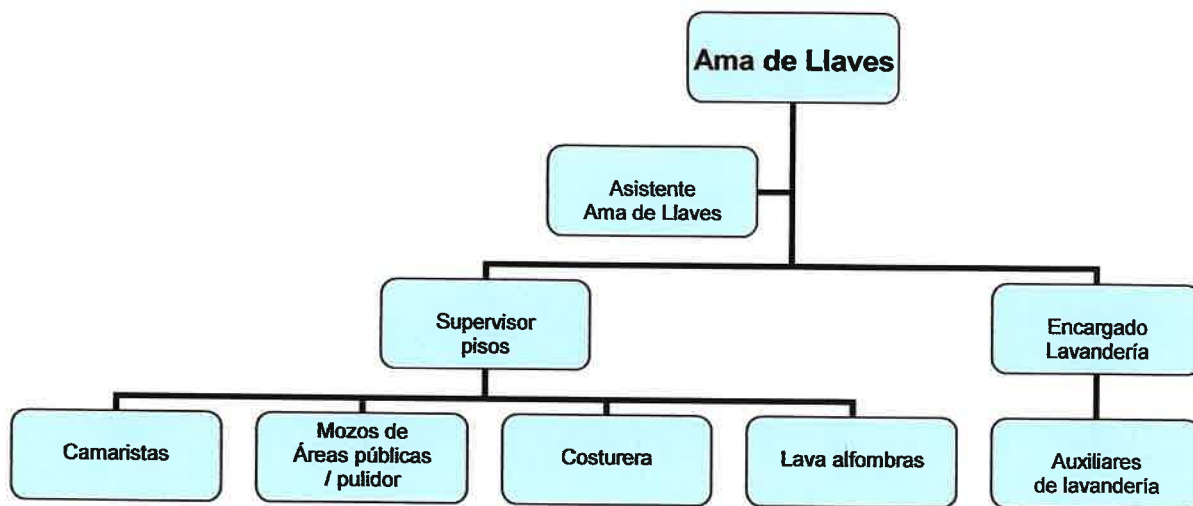 Ama de Llaves
Asistente
Ama de Llaves
Supervisor
pisos
Encargado
Lavandería
Camaristas
Mozos de
Áreas públicas
/ pulidor
Costurera
Lava alfombras
Auxiliares
de lavandería